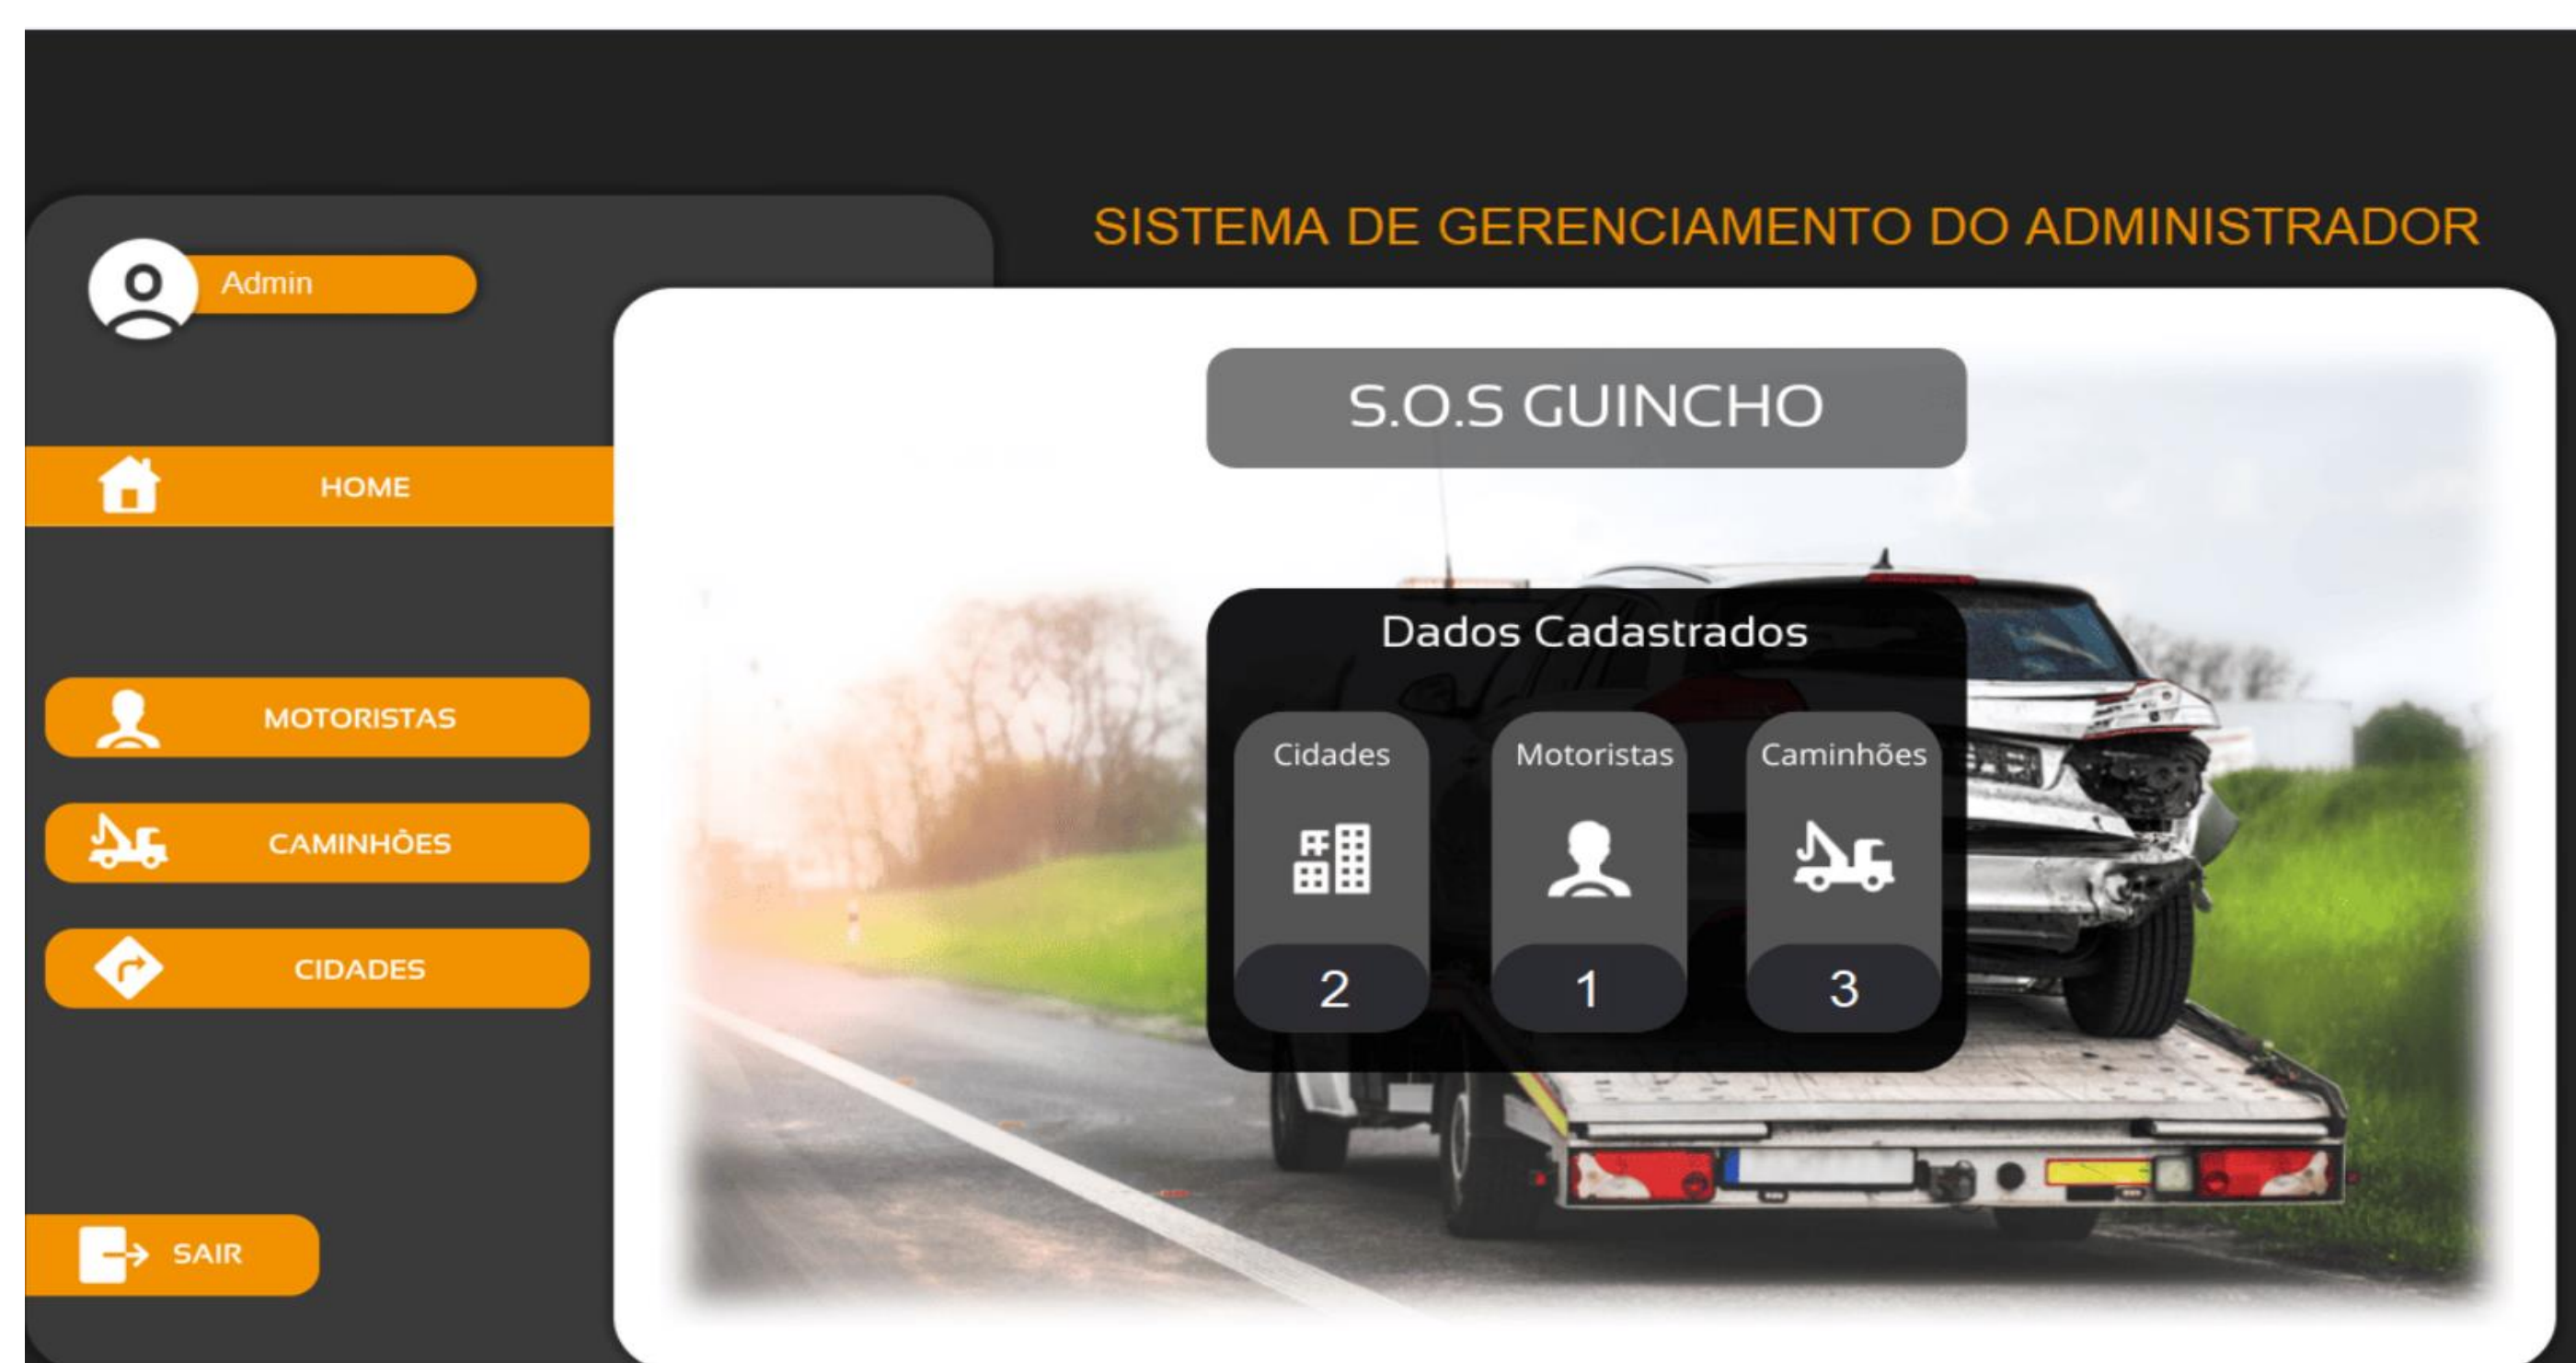 SISTEMA DE GERENCIAMENTO DO ADMINISTRADOR
Admin
HOME
MOTORISTAS
CAMINHÕES
CIDADES
SAIR
S.O.S GUINCHO
Dados Cadastrados
Cidades Motoristas Caminhões
2 1 3